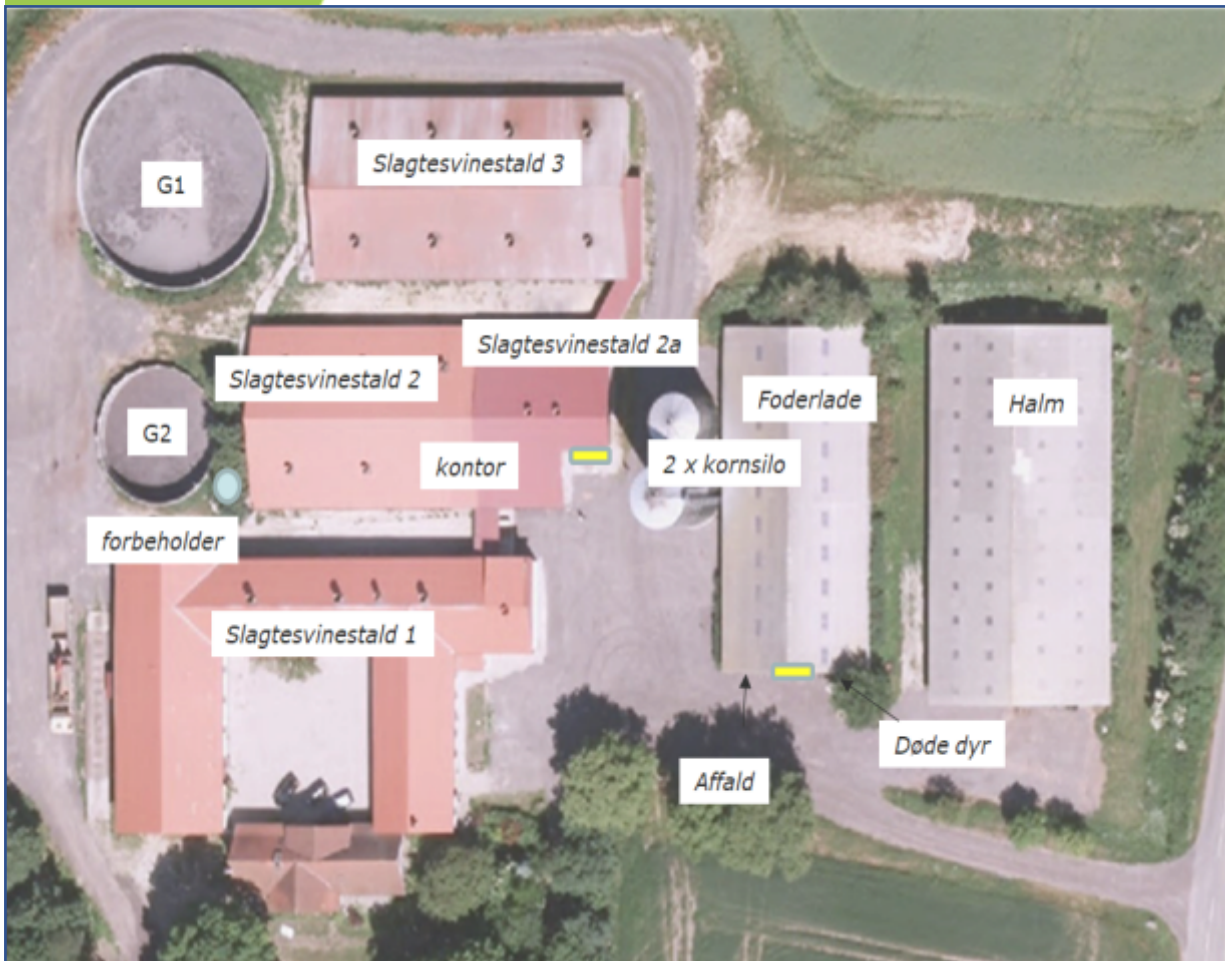 Slagtesvinestald 3
G1
Slagtesvinestald 2a
Slagtesvinestald 2
Foderlade
Halm
G2
kontor
2 x kornsilo
forbeholder
Slagtesvinestald 1
Døde dyr
Affald